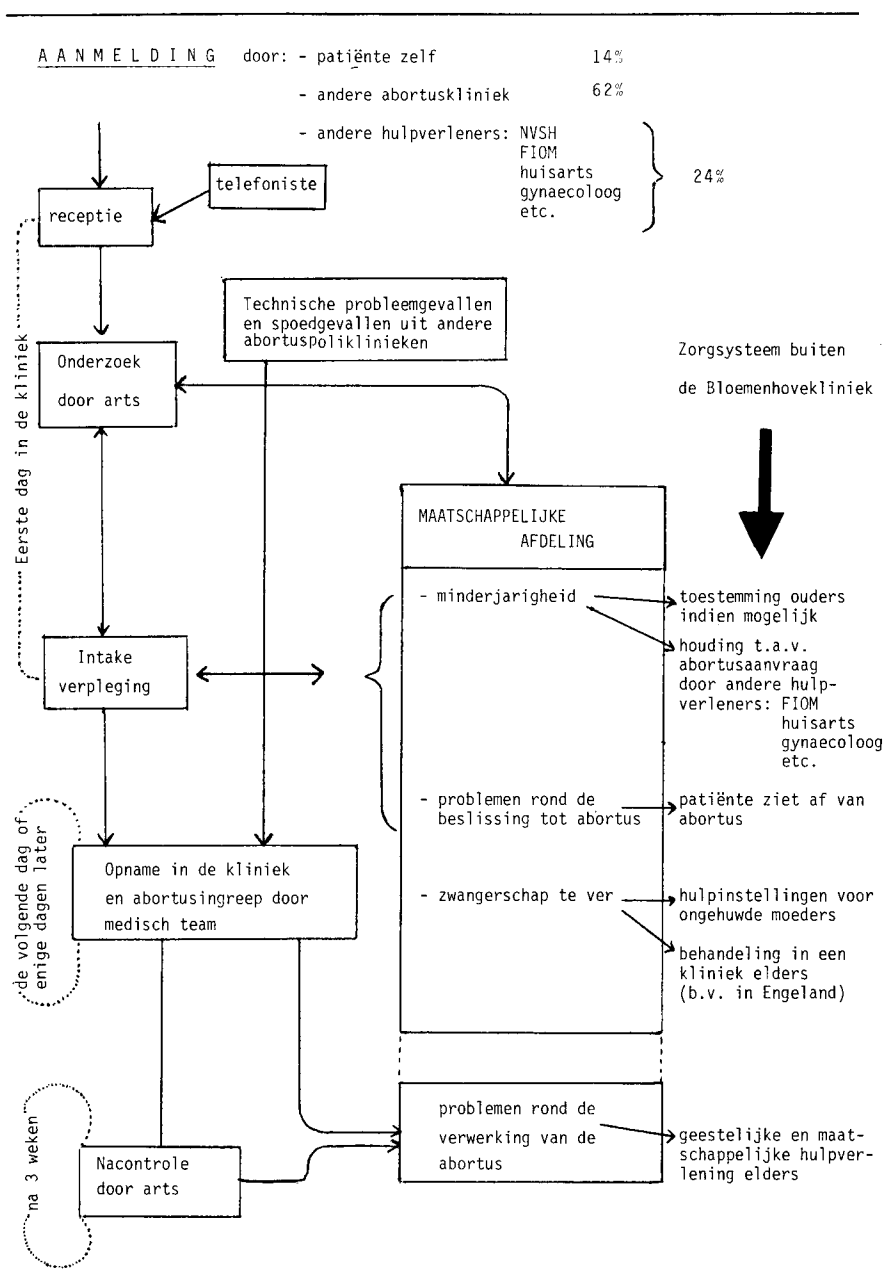 AANMELDING door: - patiënte zelf 14%
- andere abortuskliniek 62%
- andere hulpverleners: NVSH
FIOM
huisarts
gynaecoloog
etc.
24%
telefoniste
receptie
Technische probleemgevallen
en spoedgevallen uit andere
abortuspoliklinieken
Onderzoek
door arts
Zorgsysteem buiten
de Bloemenhovekliniek
Eerste dag in de kliniek
MAATSCHAPPELIJKE
AFDELING
- minderjarigheid
toestemming ouders
indien mogelijk
houding t.a.v.
abortusaanvraag
door andere hulp-
verleners: FIOM
huisarts
gynaecoloog
etc.
Intake
verpleging
- problemen rond de
beslissing tot abortus
patiënte ziet af van
abortus
de volgende dag of
enige dagen later
Opname in de kliniek
en abortusingreep door
medisch team
- zwangerschap te ver
hulpinstellingen voor
ongehuwde moeders
behandeling in een
kliniek elders
(b.v. in Engeland)
problemen rond de
verwerking van de
abortus
geestelijke en maat-
schappelijke hulpver-
lening elders
na 3 weken
Nacontrole
door arts